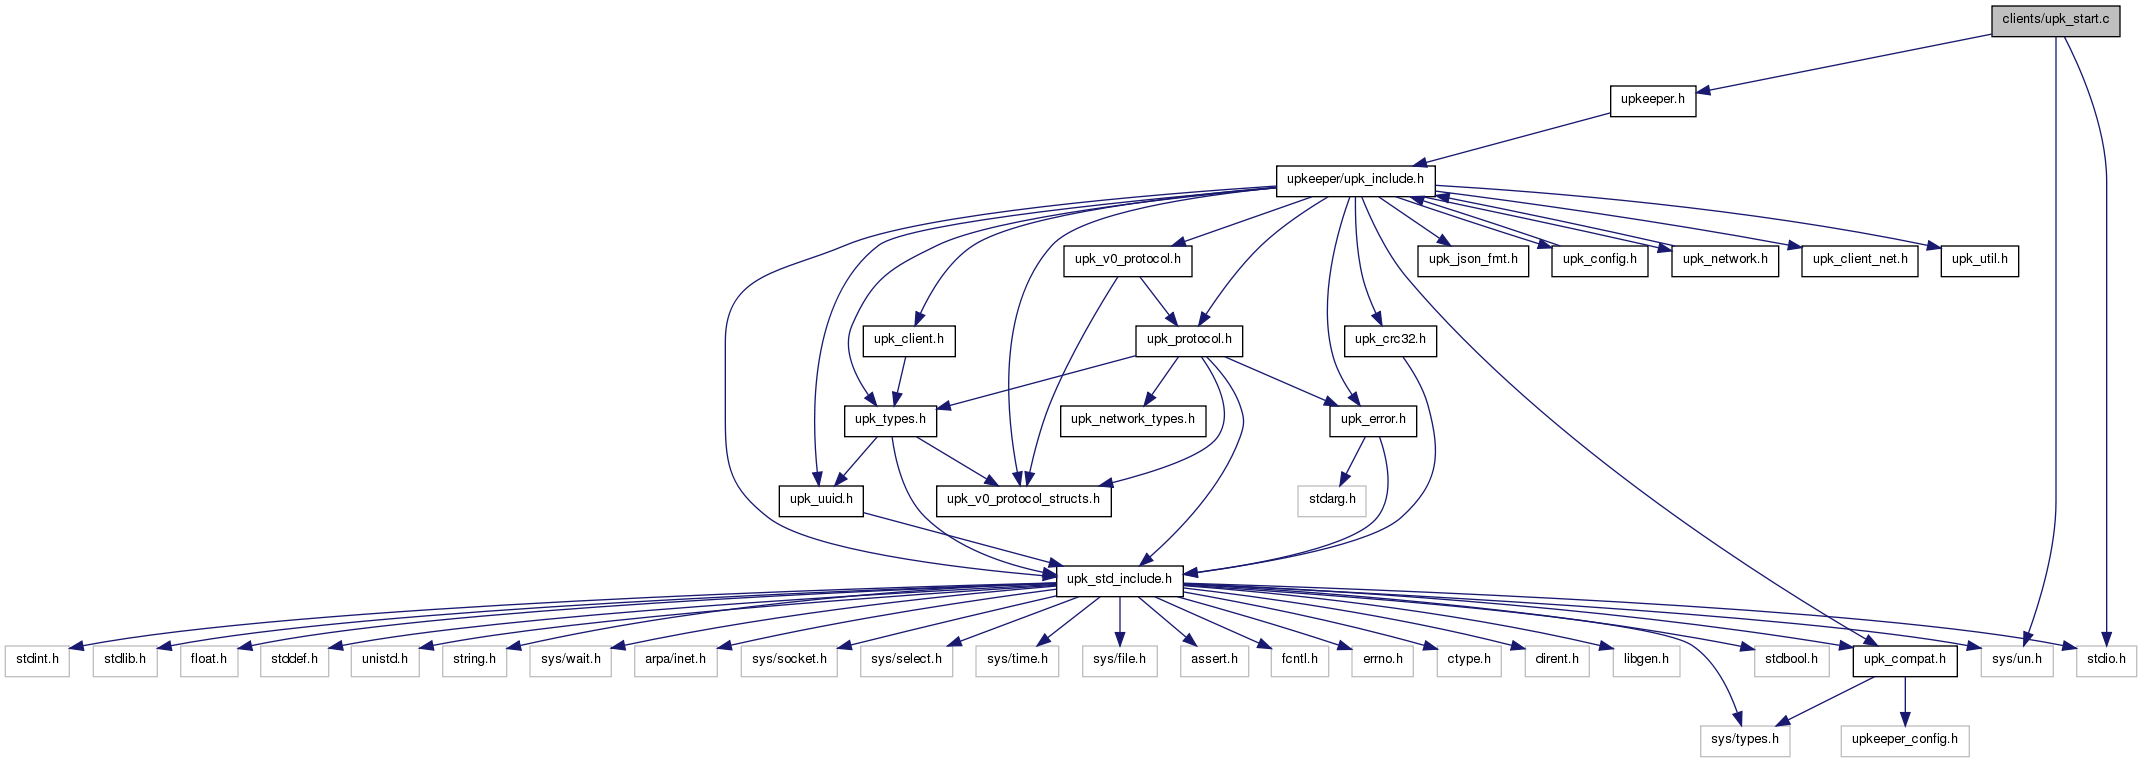 clients/upk_start.c
upkeeper.h
upkeeper/upk_include.h
upk_v0_protocol.h
upk_json_fmt.h
upk_config.h
upk_network.h
upk_client_net.h
upk_util.h
upk_client.h
upk_protocol.h
upk_crc32.h
upk_types.h
upk_network_types.h
upk_error.h
upk_uuid.h
upk_v0_protocol_structs.h
stdarg.h
upk_std_include.h
stdint.h
stdlib.h
float.h
stddef.h
unistd.h
string.h
sys/wait.h
arpa/inet.h
sys/socket.h
sys/select.h
sys/time.h
sys/file.h
assert.h
fcntl.h
errno.h
ctype.h
dirent.h
libgen.h
stdbool.h
upk_compat.h
sys/un.h
stdio.h
sys/types.h
upkeeper_config.h